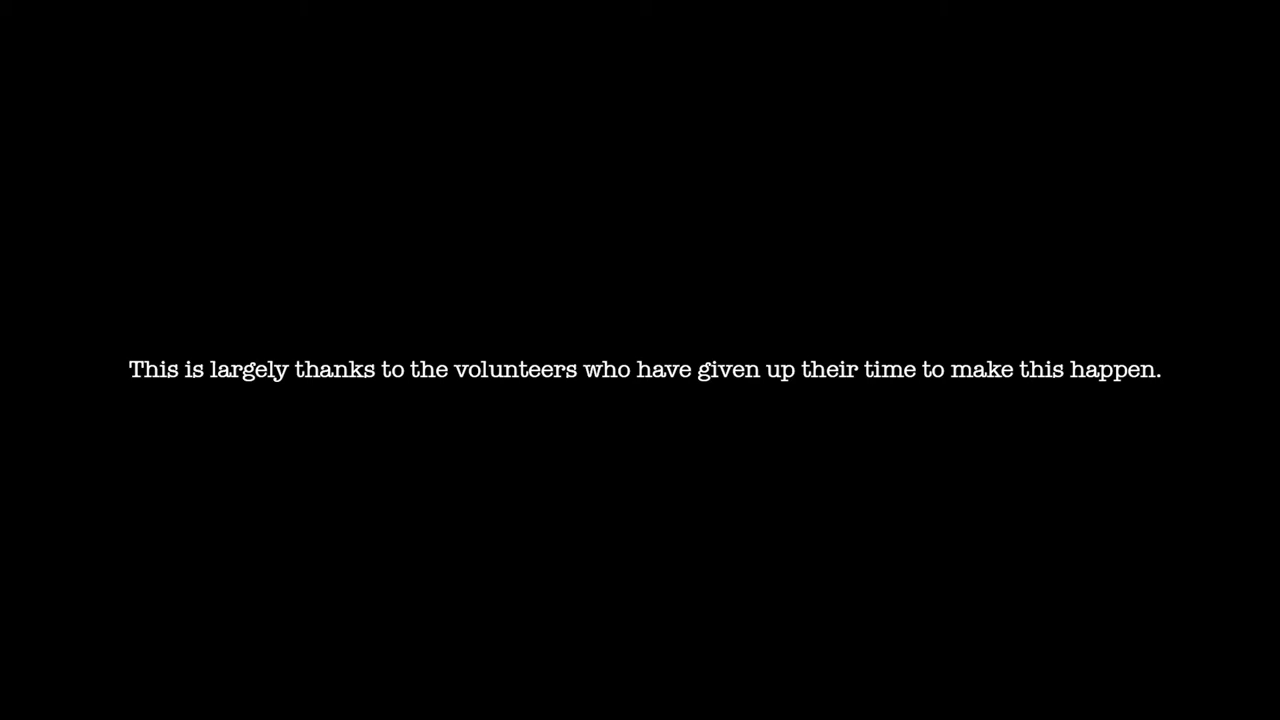 This is largely thanks to the volunteers who have given up their time to make this happen.